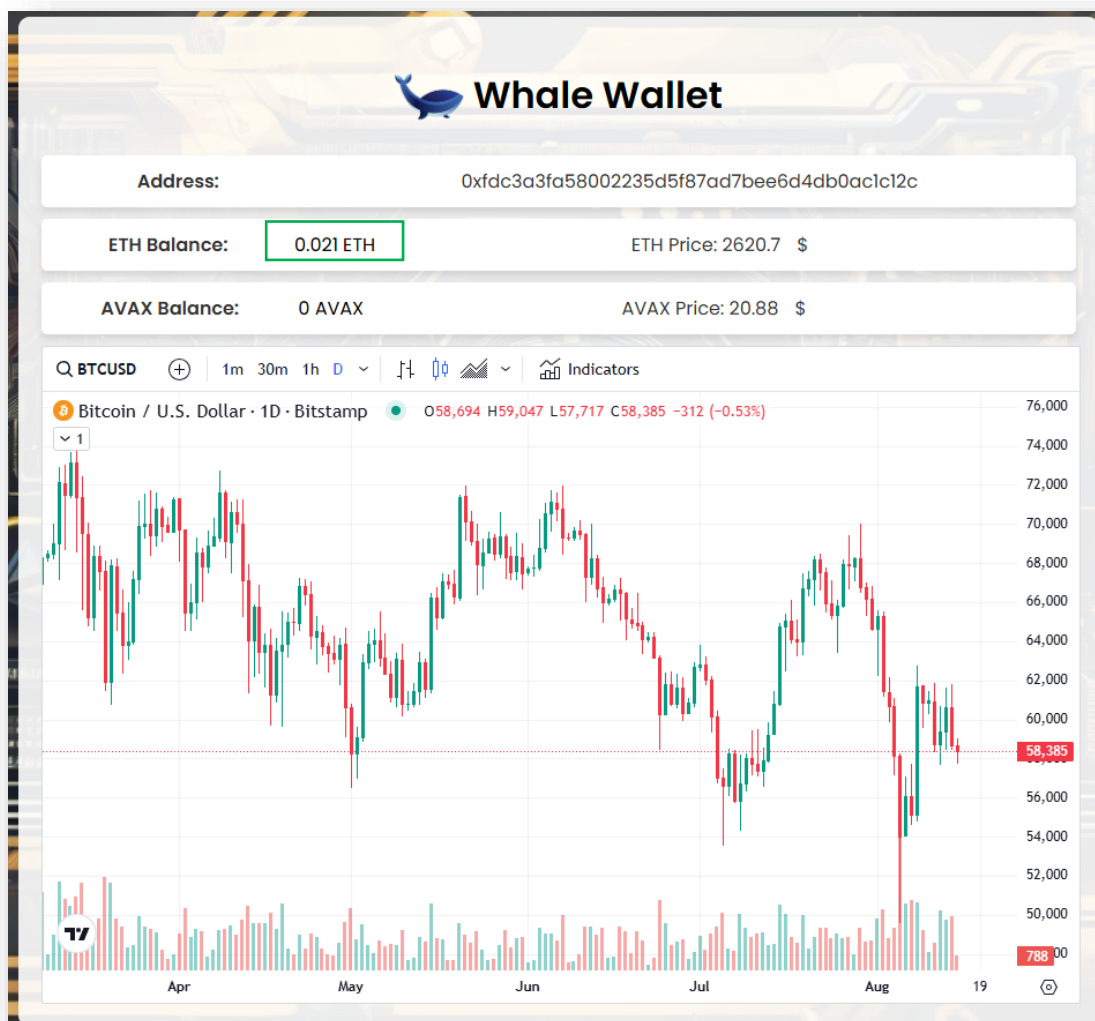 Whale Wallet
Address: 0xfdc3a3fa58002235d5f87ad7bee6d4db0ac1c12c
ETH Balance: 0.021 ETH ETH Price: 2620.7 $
AVAX Balance: 0 AVAX AVAX Price: 20.88 $
BTCUSD 1m 30m 1h D Indicators
Bitcoin / U.S. Dollar · 1D · Bitstamp O58,694 H59,047 L57,717 C58,385 −312 (−0.53%)
1
76,000
74,000
72,000
70,000
68,000
66,000
64,000
62,000
60,000
58,385
56,000
54,000
52,000
50,000
788
Apr May Jun Jul Aug 19